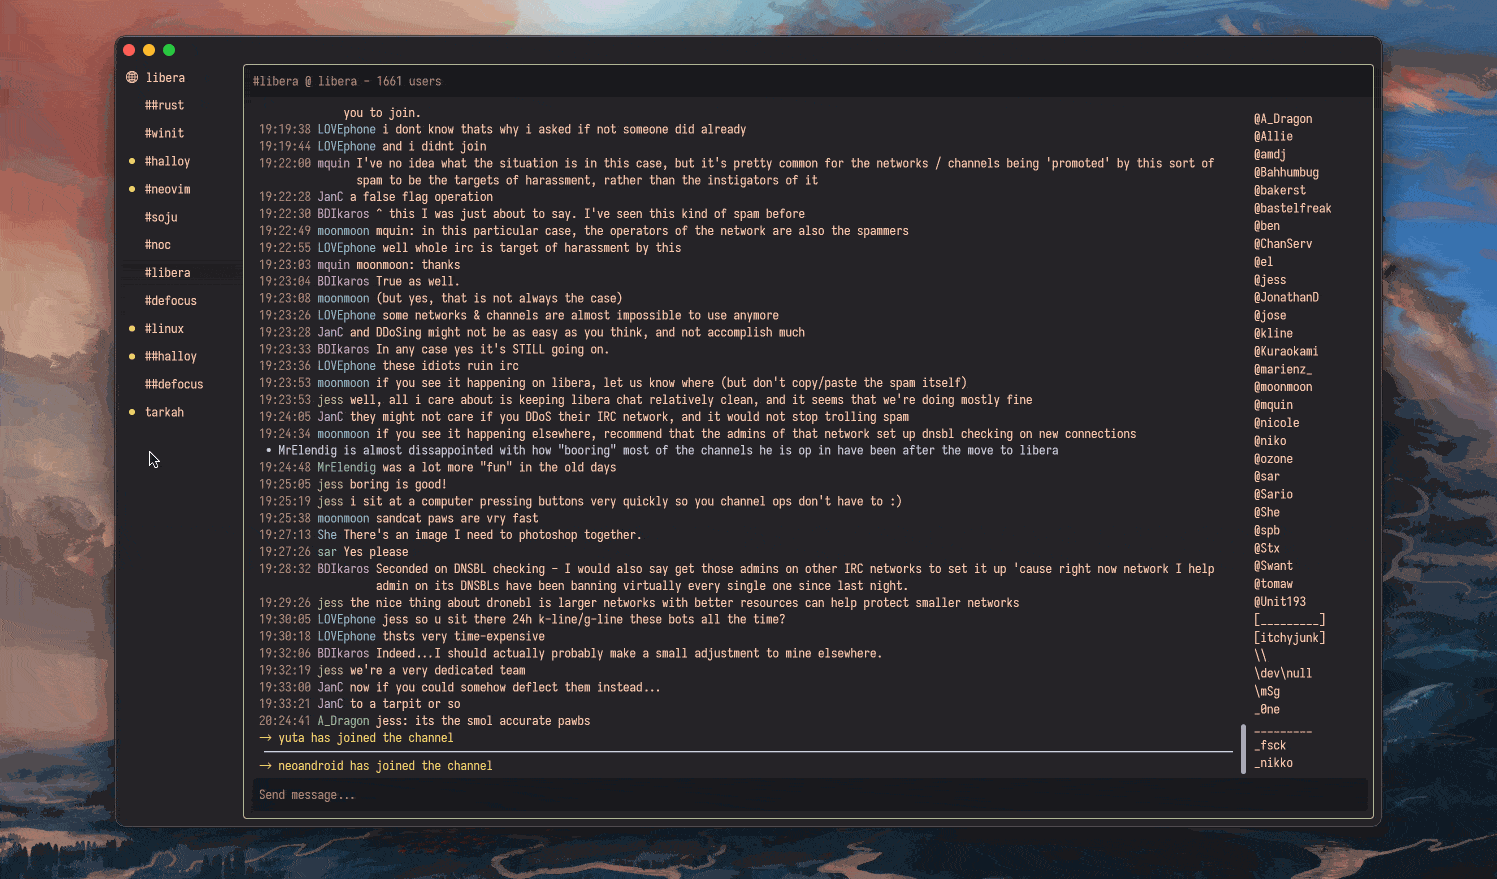 libera
##rust
#winit
#halloy
#neovim
#soju
#noc
#libera
#defocus
#linux
##halloy
##defocus
tarkah
#libera @ libera - 1661 users
you to join.
19:19:38 LOVEphone i dont know thats why i asked if not someone did already
19:19:44 LOVEphone and i didnt join
19:22:00 mquin I've no idea what the situation is in this case, but it's pretty common for the networks / channels being 'promoted' by this sort of
spam to be the targets of harassment, rather than the instigators of it
19:22:28 JanC a false flag operation
19:22:30 BDIkaros ^ this I was just about to say. I've seen this kind of spam before
19:22:49 moonmoon mquin: in this particular case, the operators of the network are also the spammers
19:22:55 LOVEphone well whole irc is target of harassment by this
19:23:03 mquin moonmoon: thanks
19:23:04 BDIkaros True as well.
19:23:08 moonmoon (but yes, that is not always the case)
19:23:26 LOVEphone some networks & channels are almost impossible to use anymore
19:23:28 JanC and DDoSing might not be as easy as you think, and not accomplish much
19:23:33 BDIkaros In any case yes it's STILL going on.
19:23:36 LOVEphone these idiots ruin irc
19:23:53 moonmoon if you see it happening on libera, let us know where (but don't copy/paste the spam itself)
19:23:53 jess well, all i care about is keeping libera chat relatively clean, and it seems that we're doing mostly fine
19:24:05 JanC they might not care if you DDoS their IRC network, and it would not stop trolling spam
19:24:34 moonmoon if you see it happening elsewhere, recommend that the admins of that network set up dnsbl checking on new connections
• MrElendig is almost dissappointed with how "booring" most of the channels he is op in have been after the move to libera
19:24:48 MrElendig was a lot more "fun" in the old days
19:25:05 jess boring is good!
19:25:19 jess i sit at a computer pressing buttons very quickly so you channel ops don't have to :)
19:25:38 moonmoon sandcat paws are vry fast
19:27:13 She There's an image I need to photoshop together.
19:27:26 sar Yes please
19:28:32 BDIkaros Seconded on DNSBL checking - I would also say get those admins on other IRC networks to set it up 'cause right now network I help
admin on its DNSBLs have been banning virtually every single one since last night.
19:29:26 jess the nice thing about dronebl is larger networks with better resources can help protect smaller networks
19:30:05 LOVEphone jess so u sit there 24h k-line/g-line these bots all the time?
19:30:18 LOVEphone thsts very time-expensive
19:32:06 BDIkaros Indeed...I should actually probably make a small adjustment to mine elsewhere.
19:32:19 jess we're a very dedicated team
19:33:00 JanC now if you could somehow deflect them instead...
19:33:21 JanC to a tarpit or so
20:24:41 A_Dragon jess: its the smol accurate pawbs
→ yuta has joined the channel
→ neoandroid has joined the channel
Send message...
@A_Dragon
@Allie
@amdj
@Bahhumbug
@bakerst
@bastelfreak
@ben
@ChanServ
@el
@jess
@JonathanD
@jose
@kline
@Kuraokami
@marienz_
@moonmoon
@mquin
@nicole
@niko
@ozone
@sar
@Sario
@She
@spb
@Stx
@Swant
@tomaw
@Unit193
[_________]
[itchyjunk]
\\
\dev\null
\mSg
_0ne
_________
_fsck
_nikko